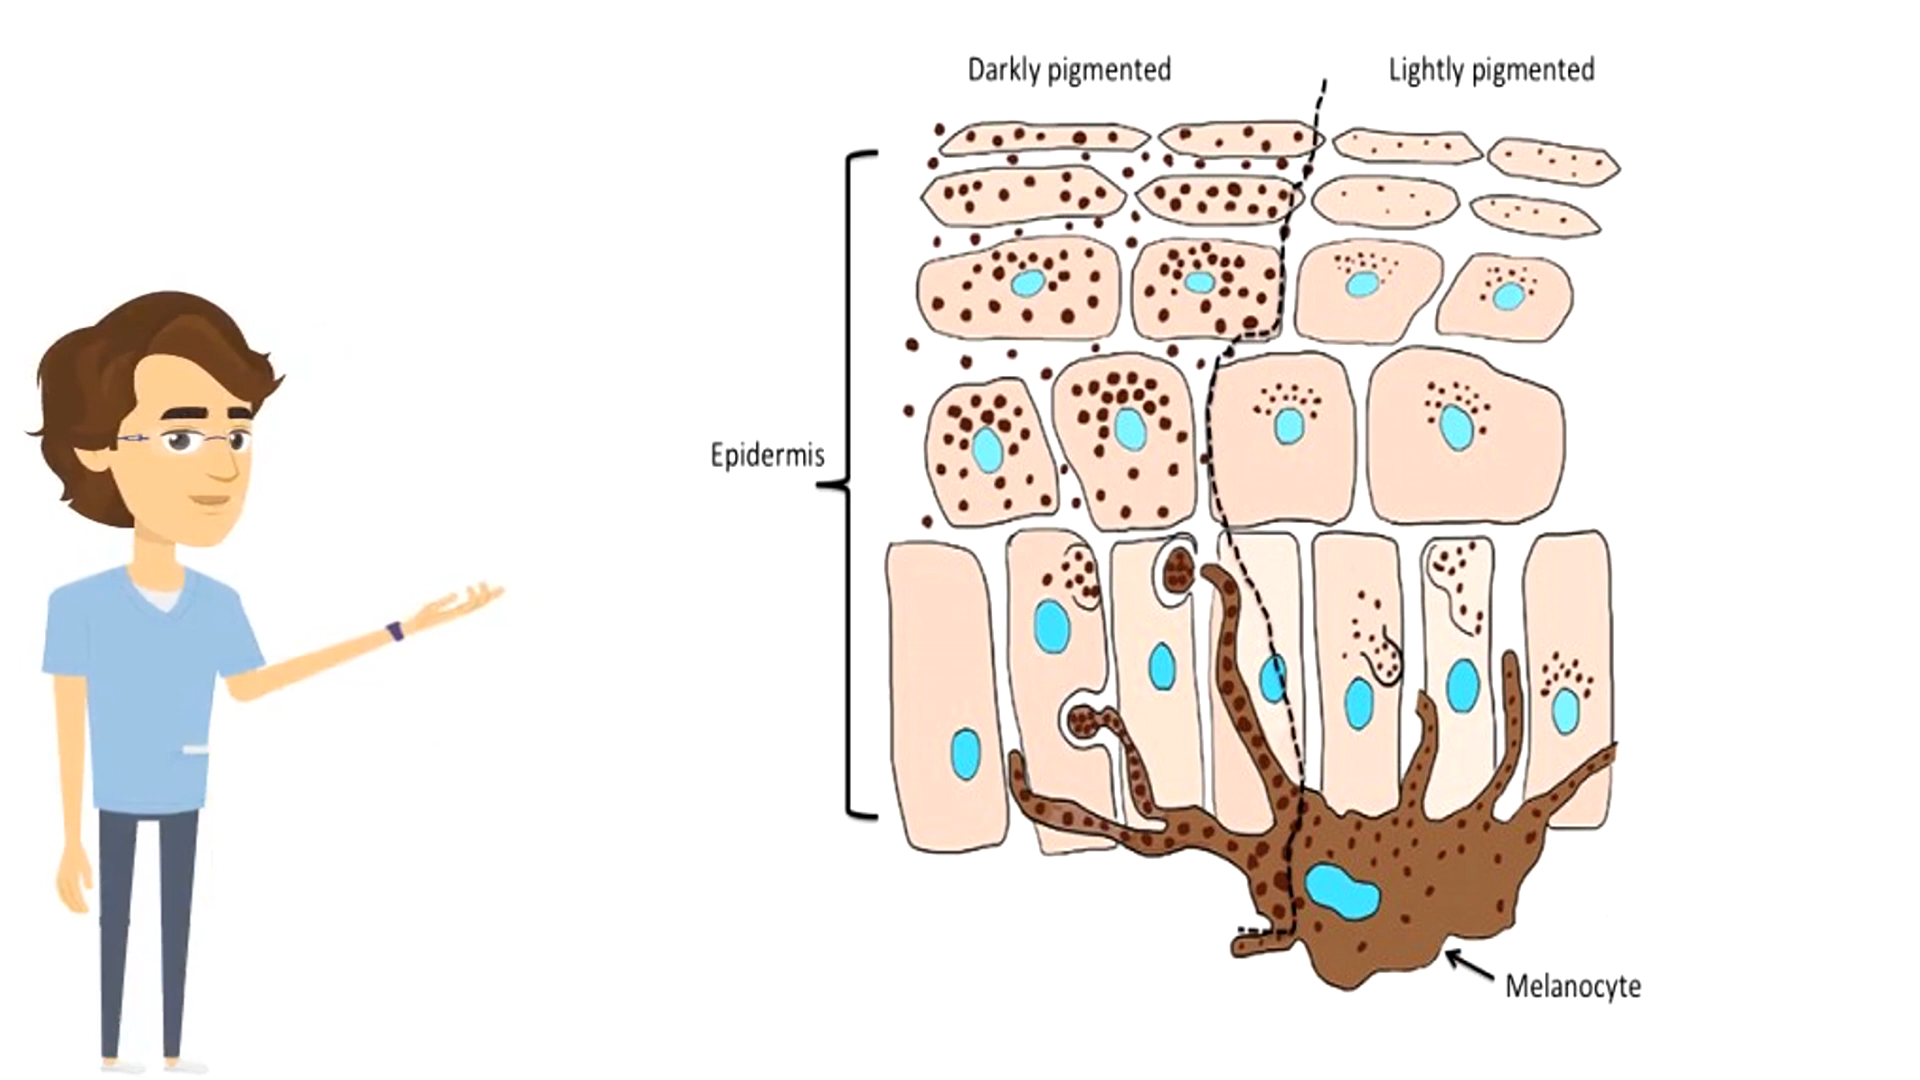 Darkly pigmented
Lightly pigmented
Epidermis
Melanocyte